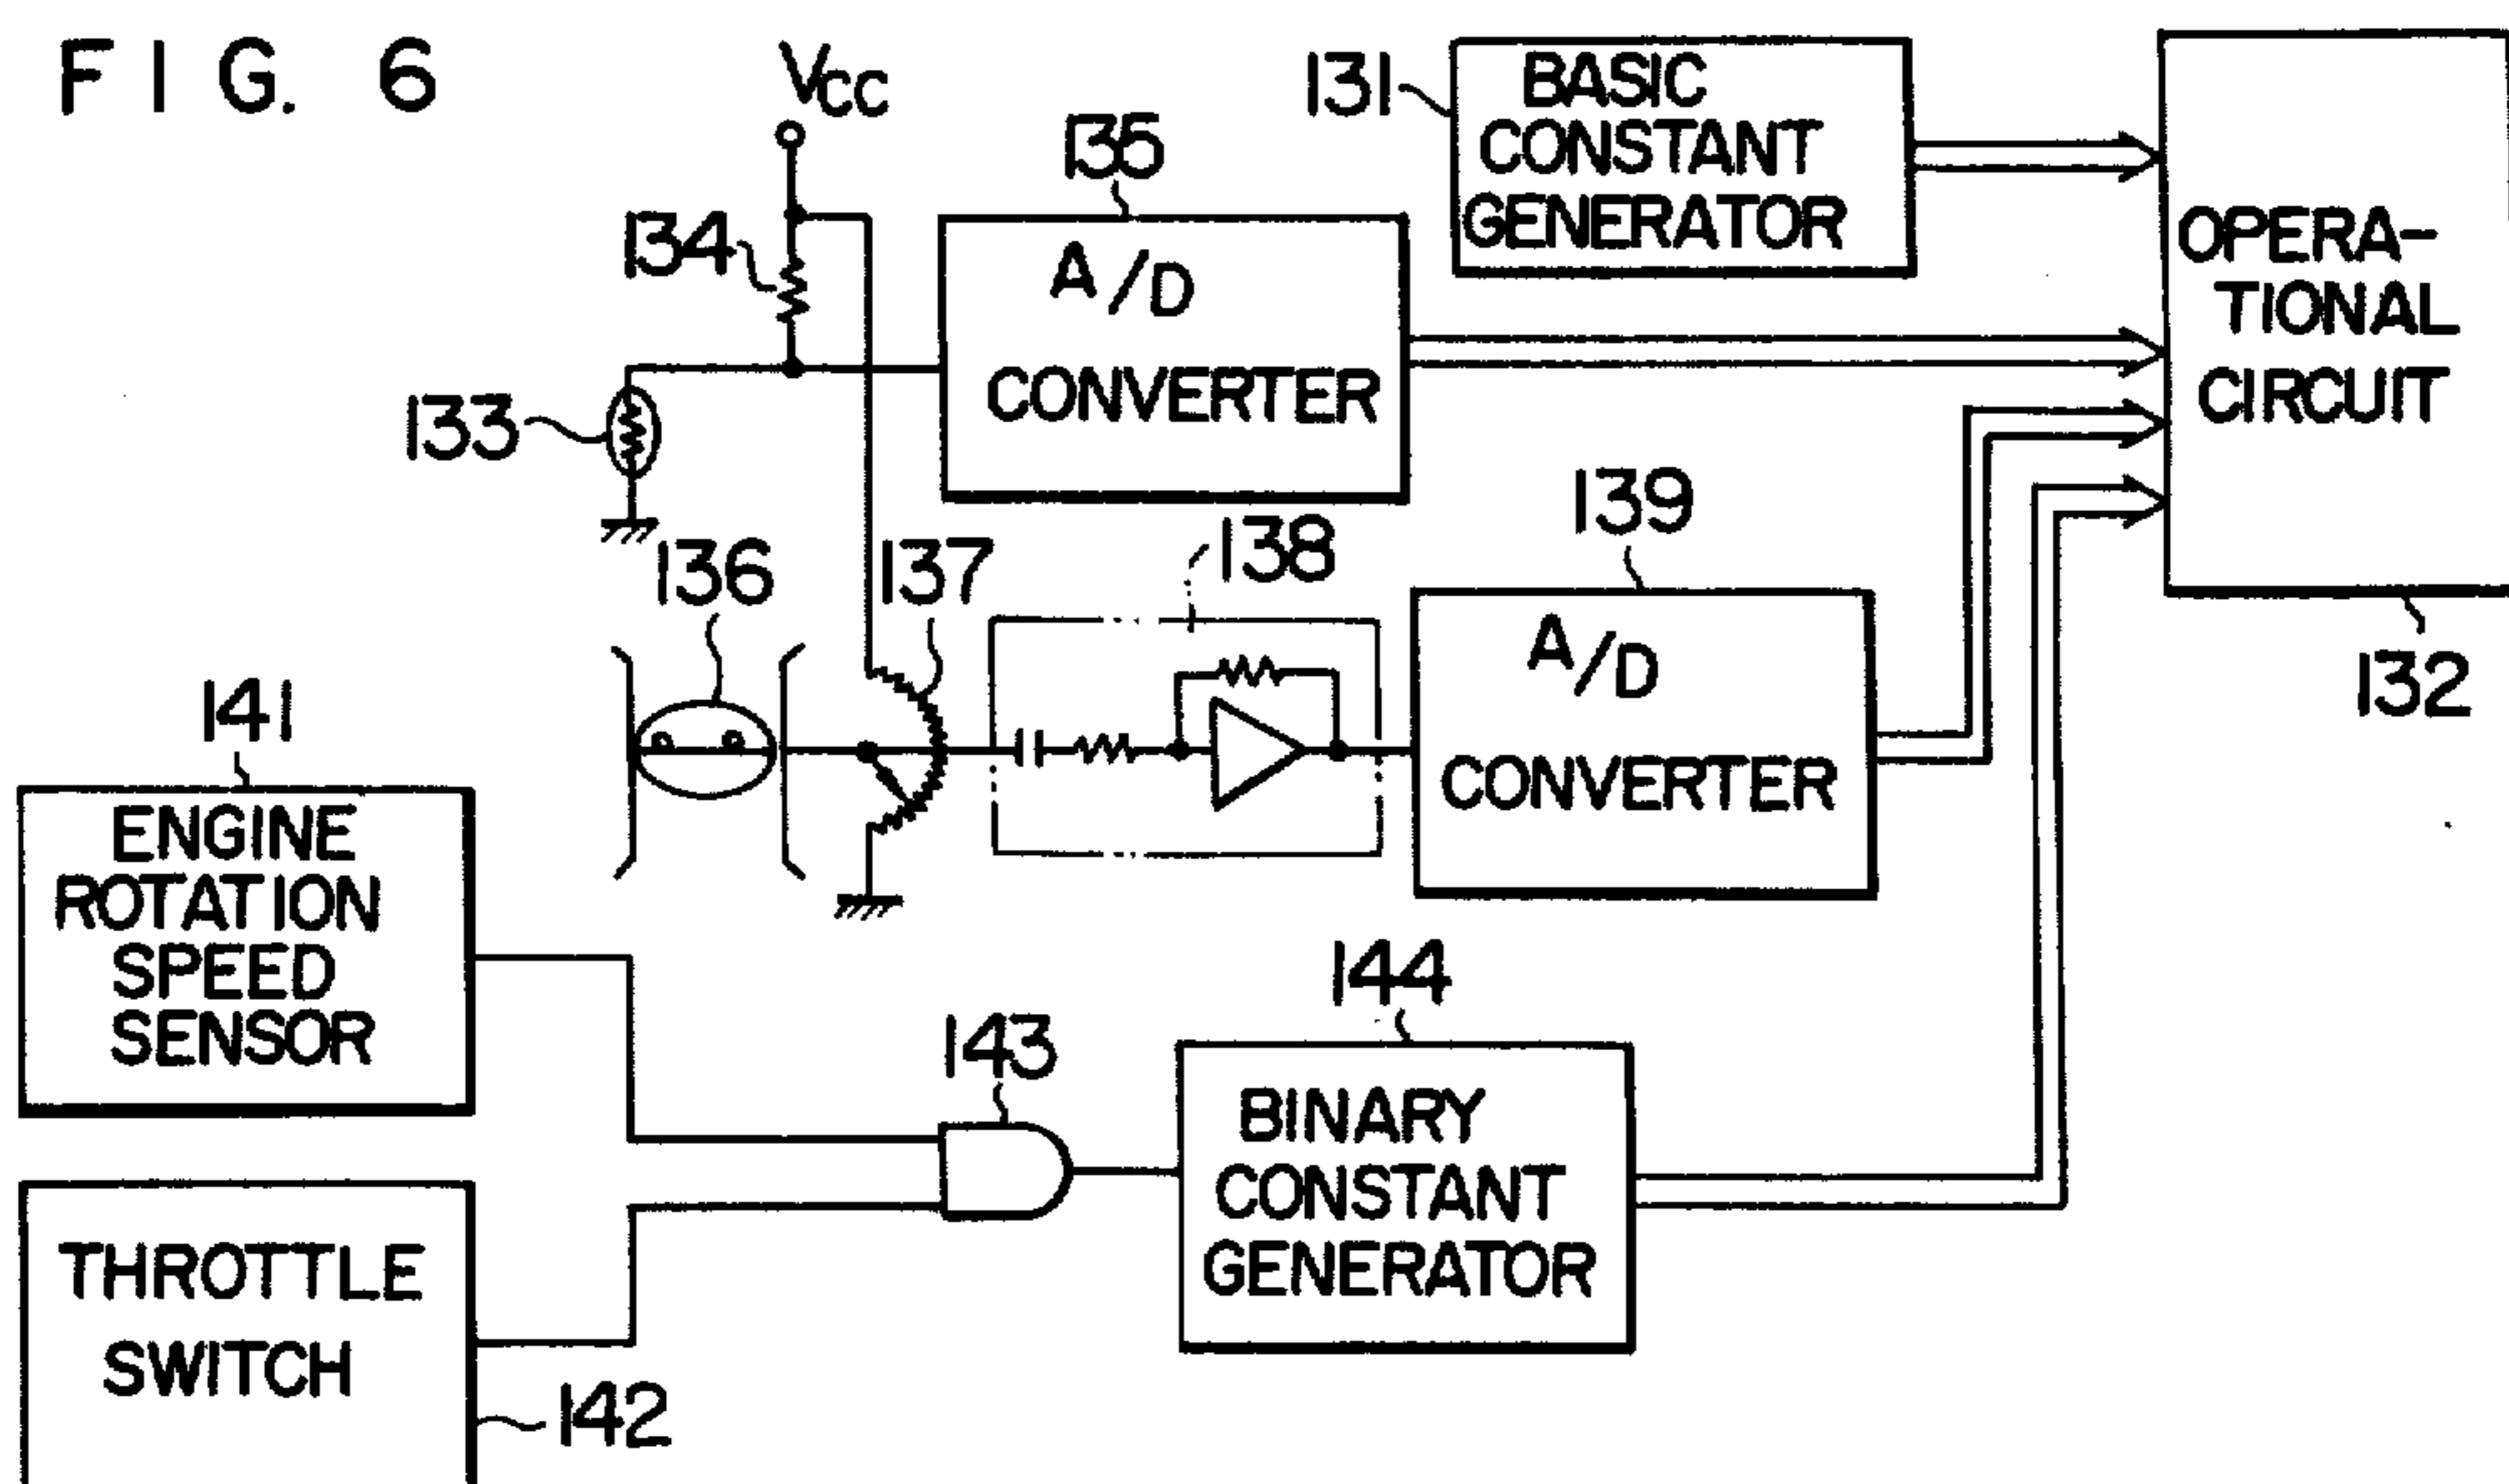 FIG. 6
Vcc
131
BASIC
CONSTANT
GENERATOR
OPERA-
TIONAL
CIRCUIT
132
135
A/D
CONVERTER
134
133
136
137
138
139
A/D
CONVERTER
141
ENGINE
ROTATION
SPEED
SENSOR
143
144
BINARY
CONSTANT
GENERATOR
THROTTLE
SWITCH
142